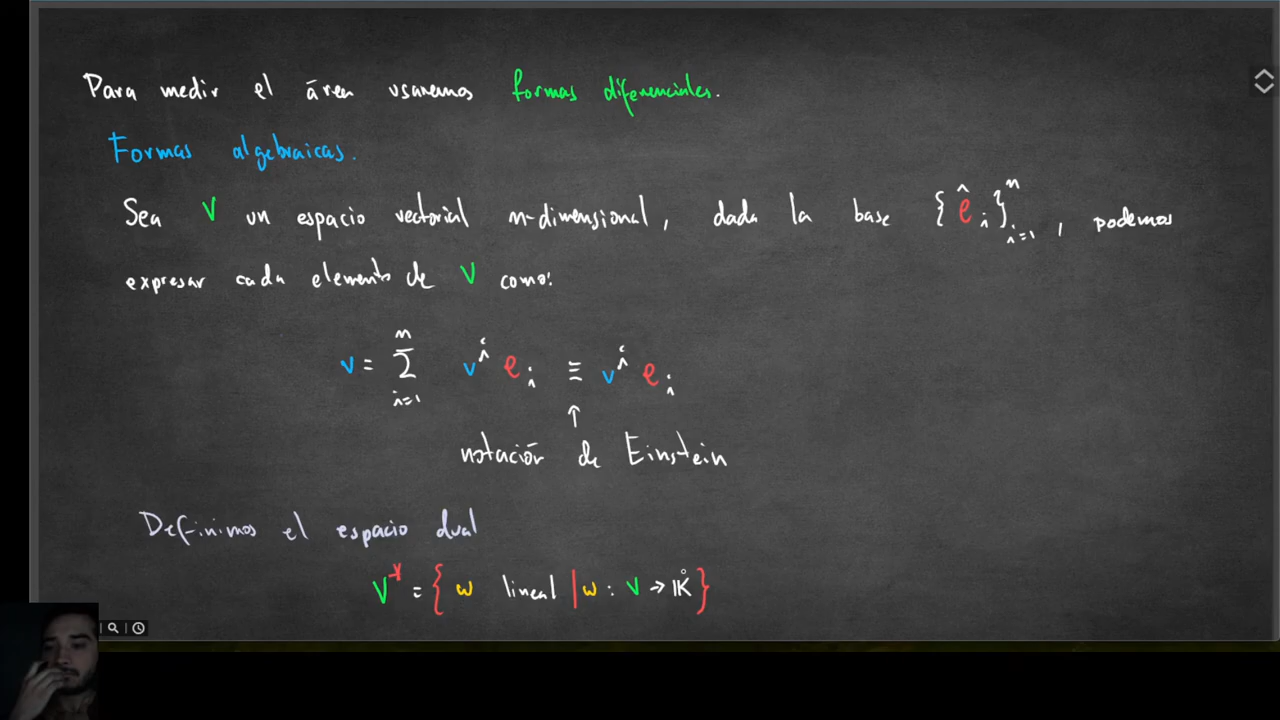 Para medir el área usaremos formas diferenciales.
Formas algebraicas.
Sea V un espacio vectorial n-dimensional, dada la base {ê_i}_{i=1}^n, podemos
expresar cada elemento de V como:
v = ∑_{i=1}^n v^i e_i ≡ v^i e_i
↑
notación de Einstein
Definimos el espacio dual
V* = { ω lineal | ω : V → 𝕂 }